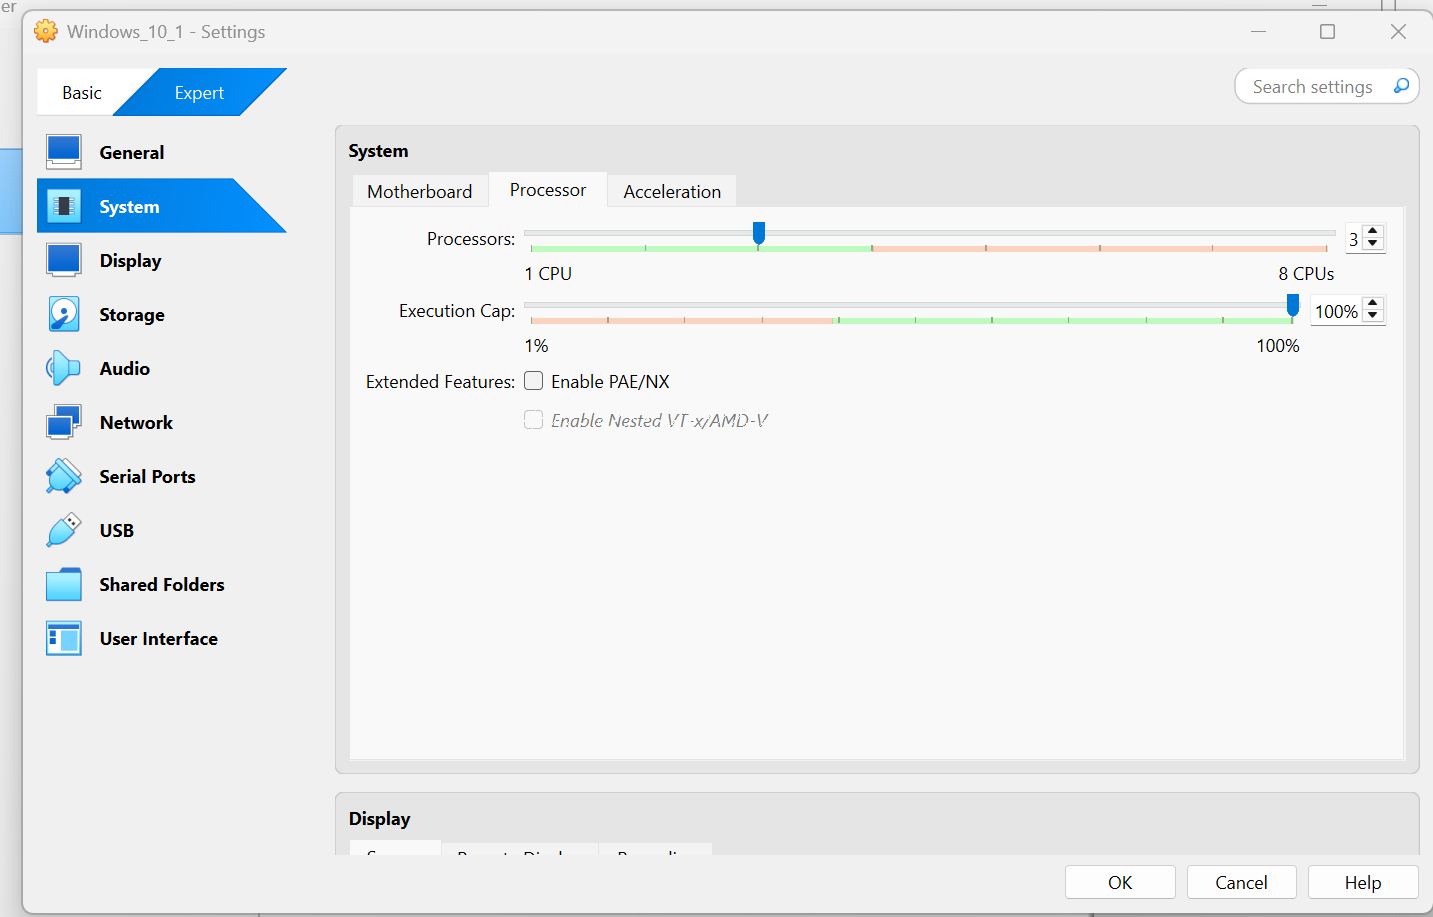 er
Windows_10_1 - Settings
Basic
Expert
Search settings
General
System
Display
Storage
Audio
Network
Serial Ports
USB
Shared Folders
User Interface
System
Motherboard
Processor
Acceleration
Processors:
3
1 CPU
8 CPUs
Execution Cap:
100%
1%
100%
Extended Features:
Enable PAE/NX
Enable Nested VT-x/AMD-V
Display
OK
Cancel
Help